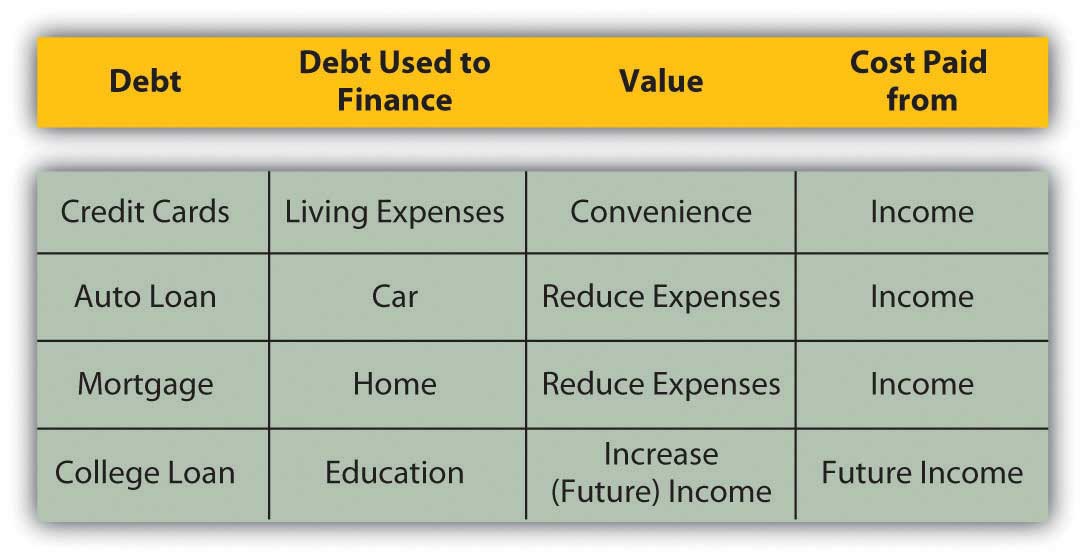 Debt Debt Used to Finance Value Cost Paid from
Credit Cards Living Expenses Convenience Income
Auto Loan Car Reduce Expenses Income
Mortgage Home Reduce Expenses Income
College Loan Education Increase (Future) Income Future Income